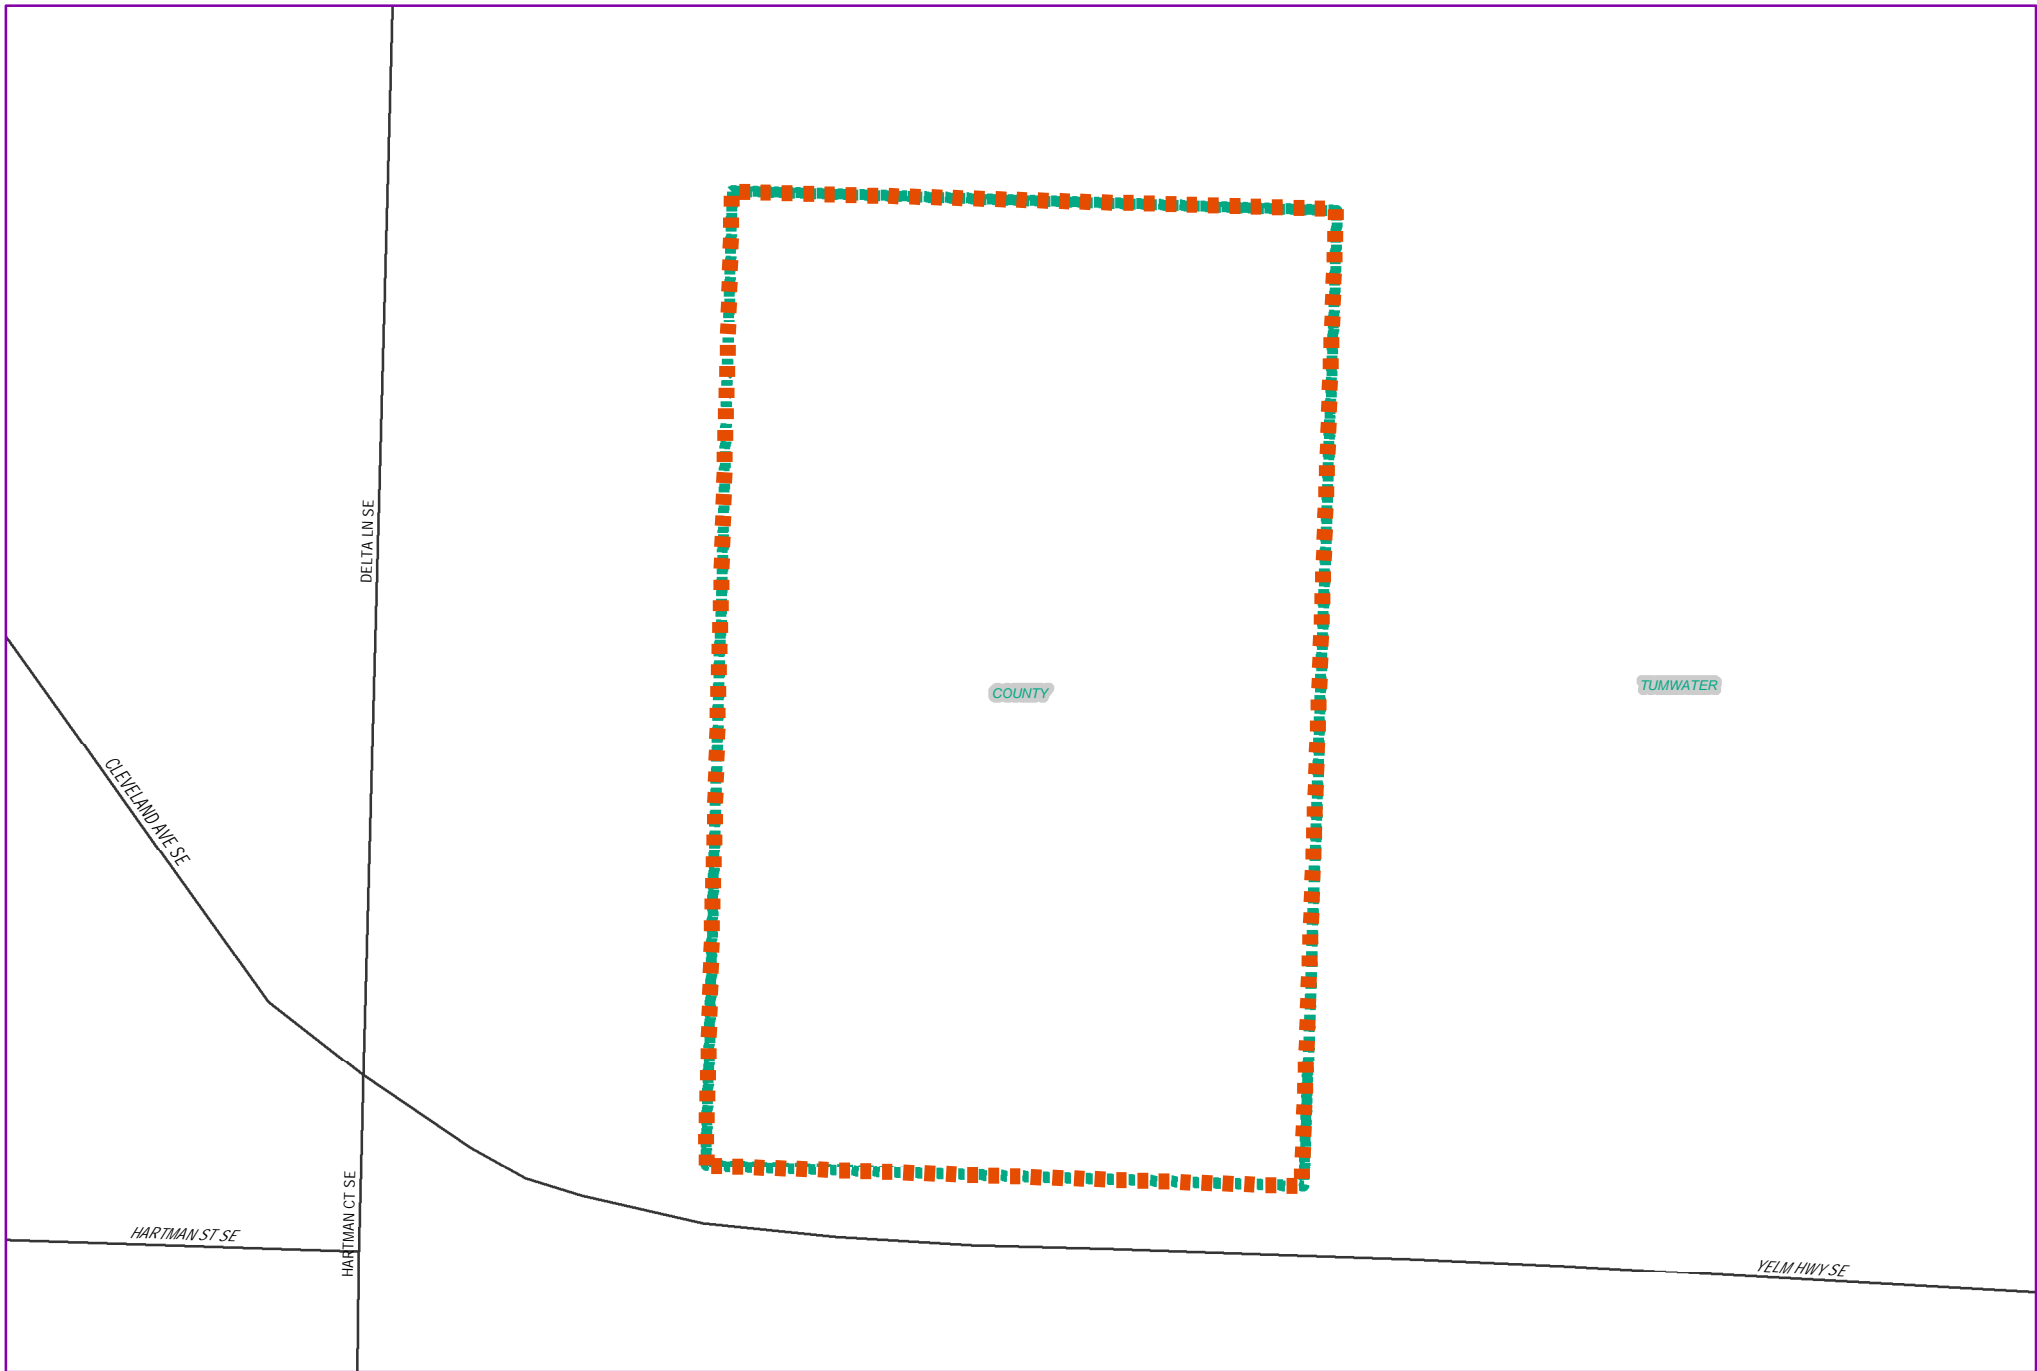 DELTA LN SE
COUNTY
TUMWATER
CLEVELAND AVE SE
HARTMAN CT SE
HARTMAN ST SE
YELM HWY SE